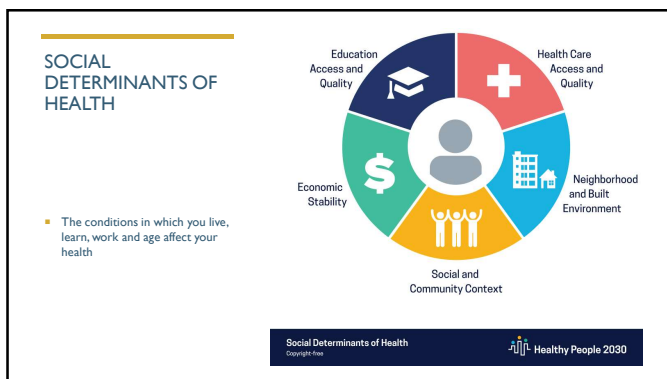 SOCIAL
DETERMINANTS OF
HEALTH
The conditions in which you live,
learn, work and age affect your
health
Education
Access and
Quality
Health Care
Access and
Quality
Economic
Stability
$
Neighborhood
and Built
Environment
Social and
Community Context
Social Determinants of Health
Copyright-free
Healthy People 2030